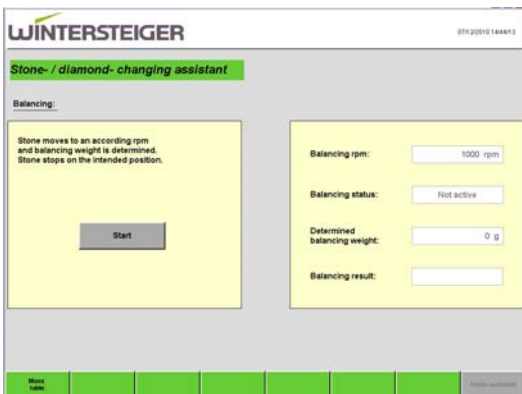 WINTERSTEIGER
Stone- / diamond- changing assistant
Balancing:
Stone moves to an according rpm
and balancing weight is determined.
Stone stops on the intended position.
Start
Balancing rpm:
1000 rpm
Balancing status:
Not active
Determined
balancing weight:
0 g
Balancing result:
Mass
table